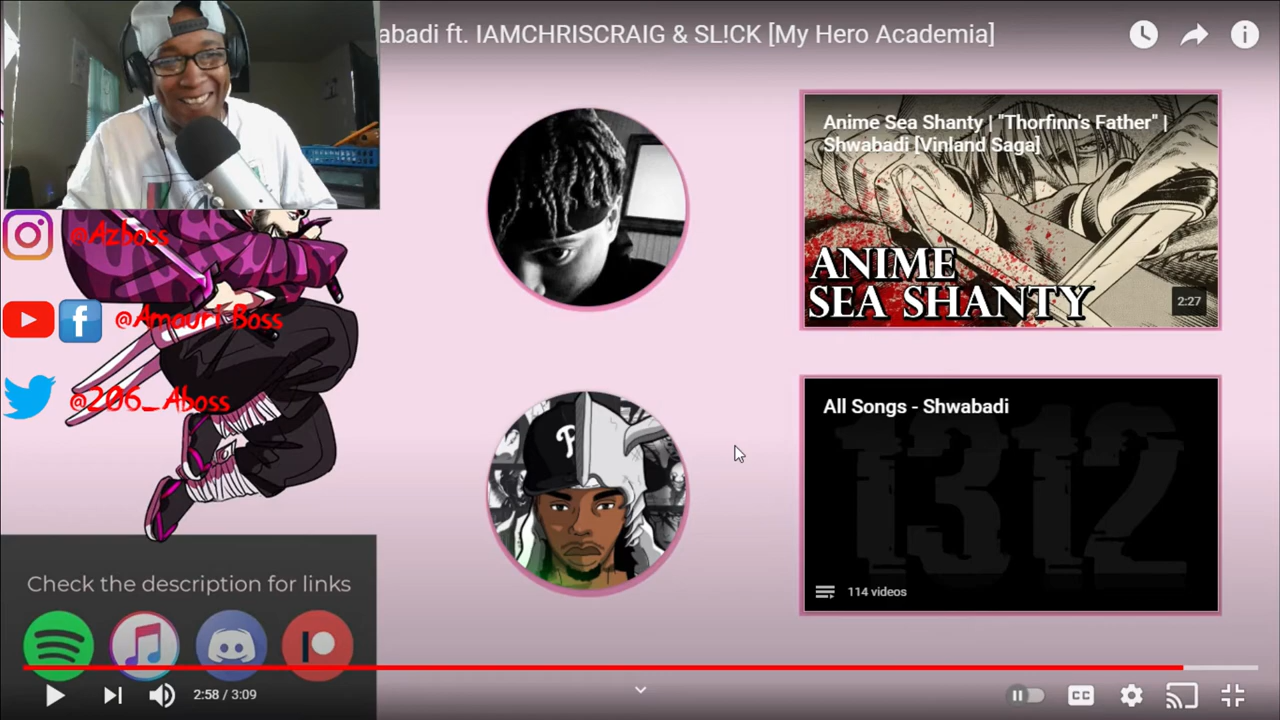 abadi ft. IAMCHRISCRAIG & SL!CK [My Hero Academia]
Anime Sea Shanty | "Thorfinn's Father" |
Shwabadi [Vinland Saga]
ANIME
SEA SHANTY
2:27
@Azboss
@Amauri Boss
@206_Aboss
All Songs - Shwabadi
1312
114 videos
Check the description for links
2:58 / 3:09
CC